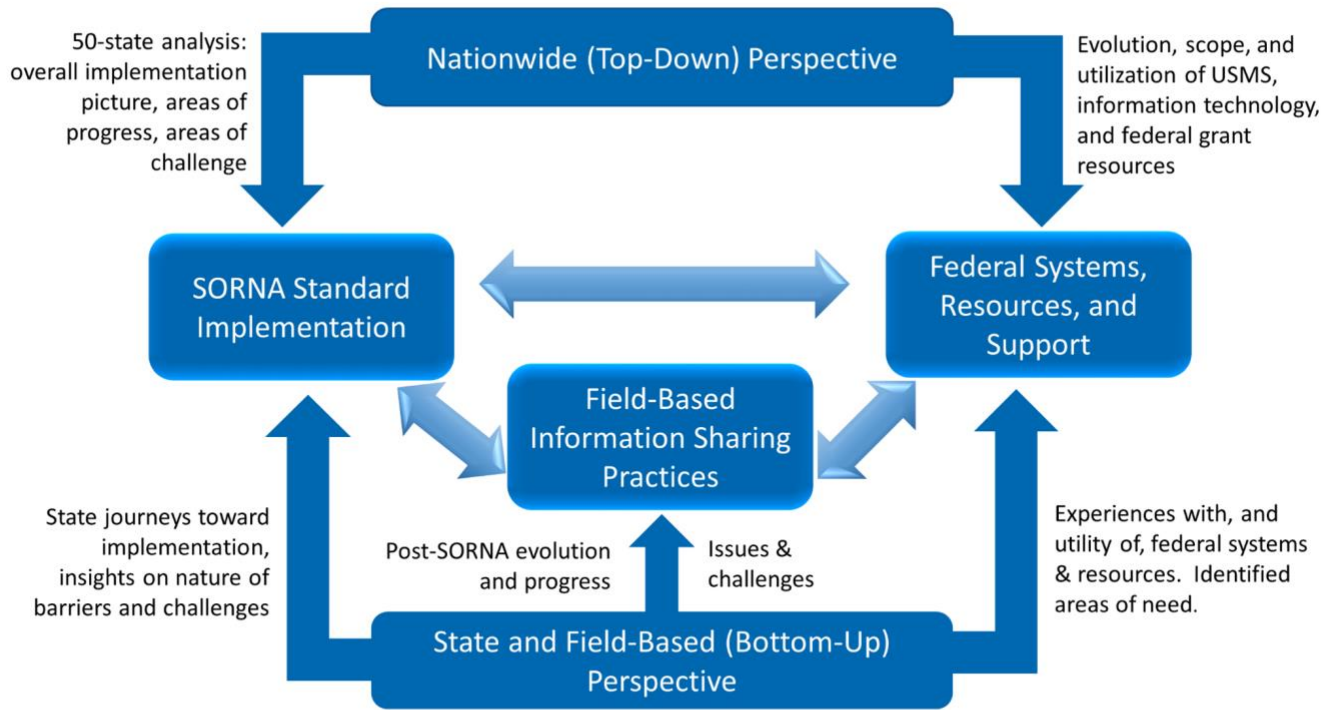 Nationwide (Top-Down) Perspective
50-state analysis:
overall implementation
picture, areas of
progress, areas of
challenge
Evolution, scope, and
utilization of USMS,
information technology,
and federal grant
resources
SORNA Standard
Implementation
Federal Systems,
Resources, and
Support
Field-Based
Information Sharing
Practices
State journeys toward
implementation,
insights on nature of
barriers and challenges
Post-SORNA evolution
and progress
Issues &
challenges
Experiences with, and
utility of, federal systems
& resources.  Identified
areas of need.
State and Field-Based (Bottom-Up)
Perspective